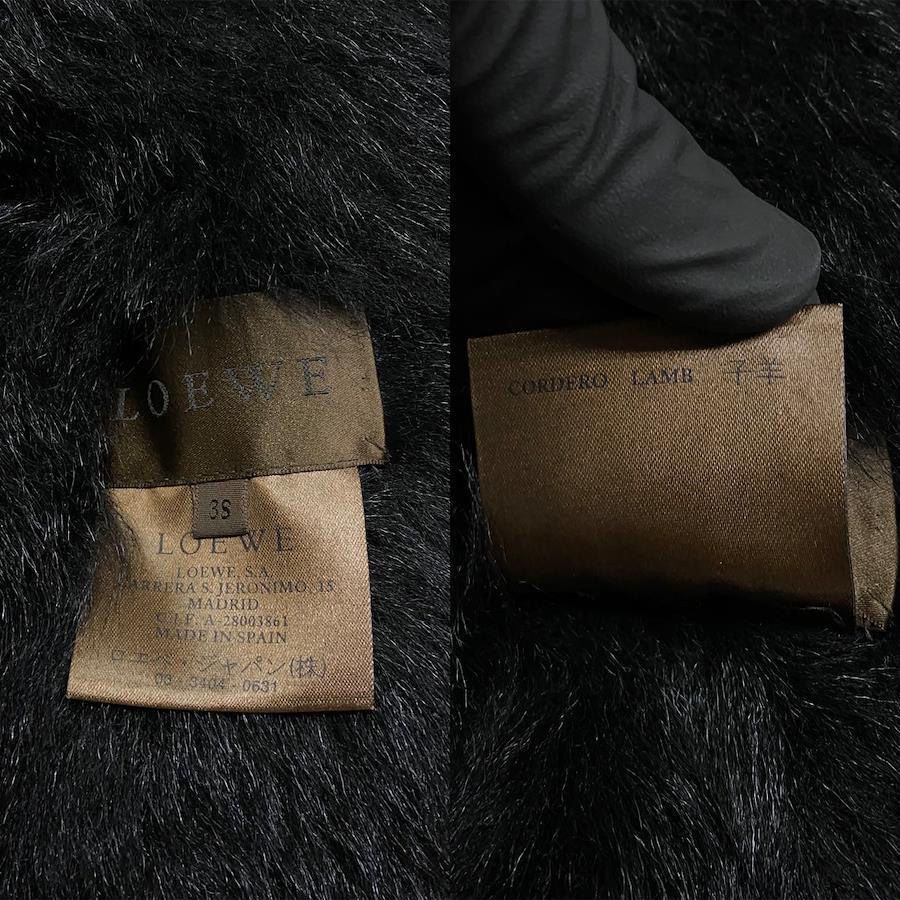 LOEWE
3S
LOEWE
LOEWE, S.A.
CARRERA S. JERONIMO, 15
MADRID
C.I.F. A-28003861
MADE IN SPAIN
ロエベ・ジャパン(株)
03-3404-0631
CORDERO LAMB 子羊